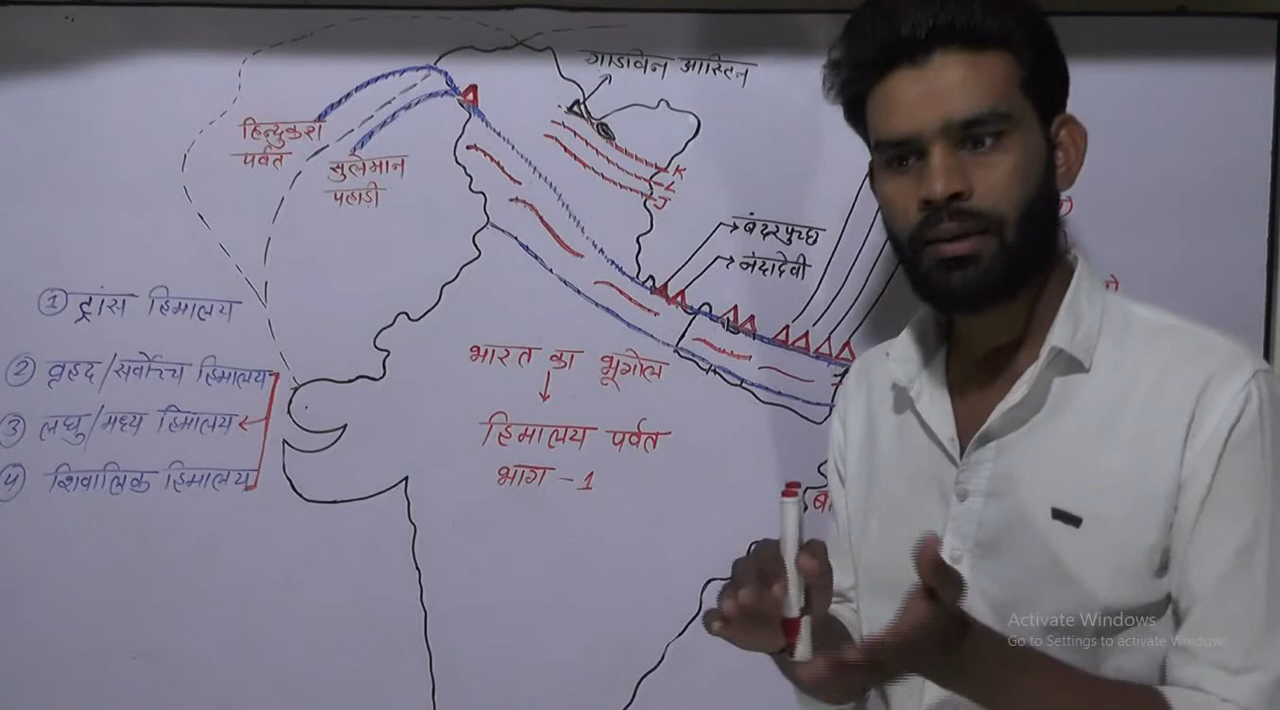 गाडविन आस्तिन
हिन्दुकुश
पर्वत
सुलेमान
पहाड़ी
K
L
J
बंदरपुच्छ
नंदादेवी
① ट्रांस हिमालय
② वृहद/सर्वोच्च हिमालय
③ लघु/मध्य हिमालय
④ शिवालिक हिमालय
भारत का भूगोल
हिमालय पर्वत
भाग - 1
Activate Windows
Go to Settings to activate Windows.